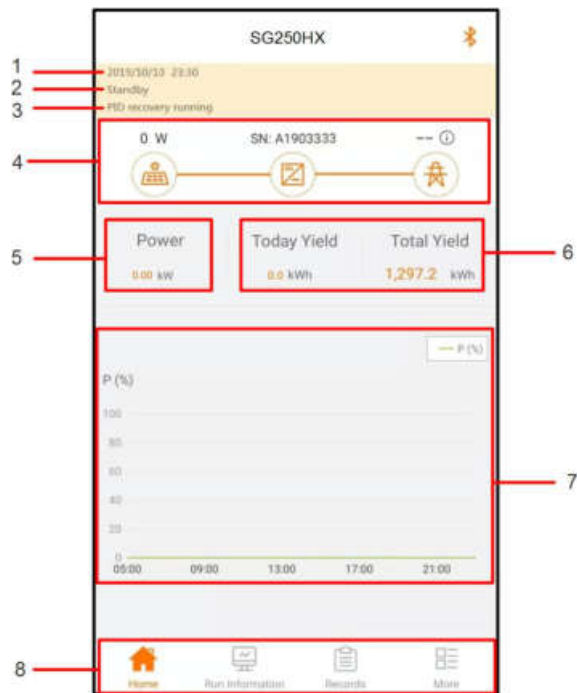 SG250HX
1
2019/10/10 23:30
2
Standby
3
PID recovery running
4
0 W SN: A1903333 --
5
Power
0.00 kW
Today Yield Total Yield
0.0 kWh 1,297.2 kWh
6
P (%)
P (%)
100
80
60
40
20
0
05:00 09:00 13:00 17:00 21:00
7
8
Home Run Information Records More